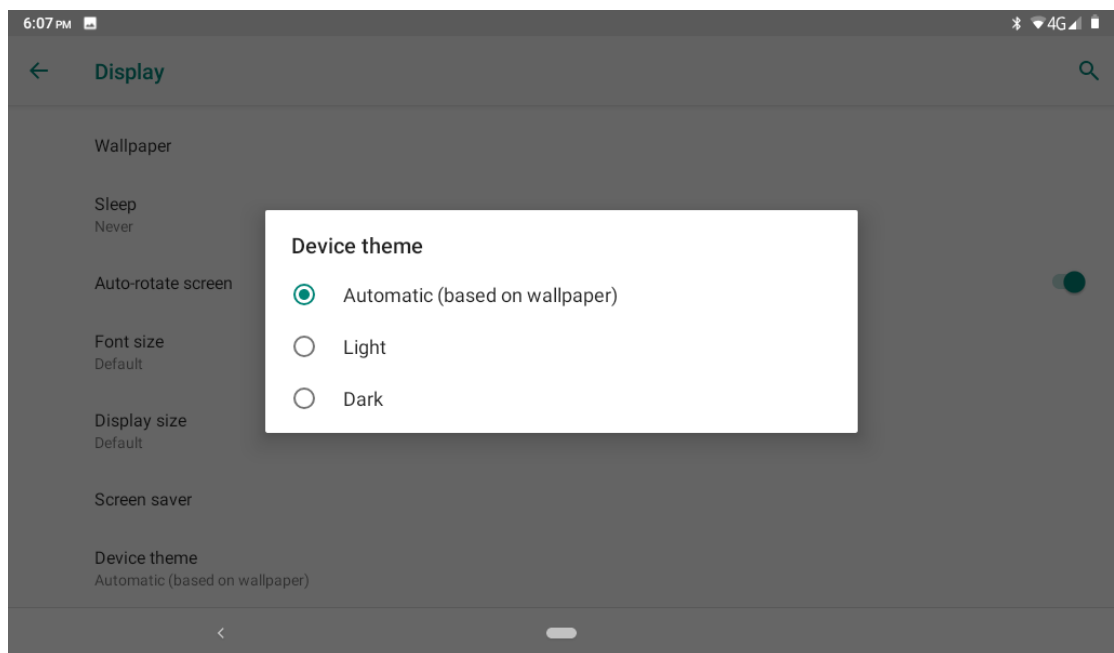 6:07 PM
4G
Display
Wallpaper
Sleep
Never
Auto-rotate screen
Font size
Default
Display size
Default
Screen saver
Device theme
Automatic (based on wallpaper)
Device theme
Automatic (based on wallpaper)
Light
Dark